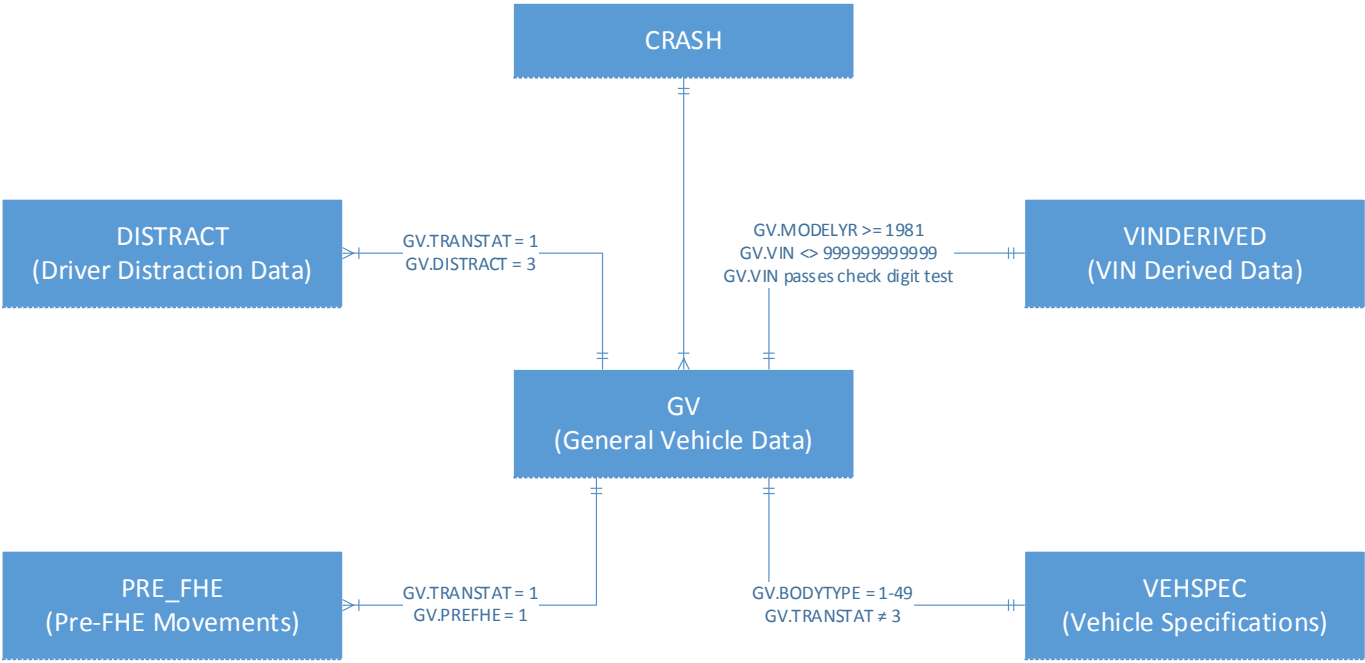 CRASH
DISTRACT
(Driver Distraction Data)
GV.TRANSTAT = 1
GV.DISTRACT = 3
GV.MODELYR >= 1981
GV.VIN <> 999999999999
GV.VIN passes check digit test
VINDERIVED
(VIN Derived Data)
GV
(General Vehicle Data)
PRE_FHE
(Pre-FHE Movements)
GV.TRANSTAT = 1
GV.PREFHE = 1
GV.BODYTYPE = 1-49
GV.TRANSTAT ≠ 3
VEHSPEC
(Vehicle Specifications)